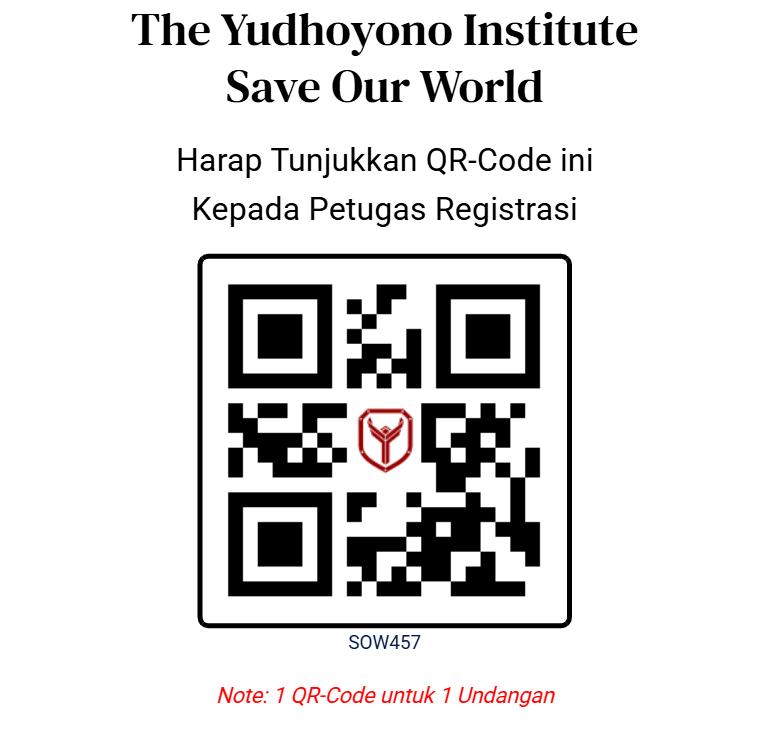 The Yudhoyono Institute
Save Our World
Harap Tunjukkan QR-Code ini
Kepada Petugas Registrasi
SOW457
Note: 1 QR-Code untuk 1 Undangan